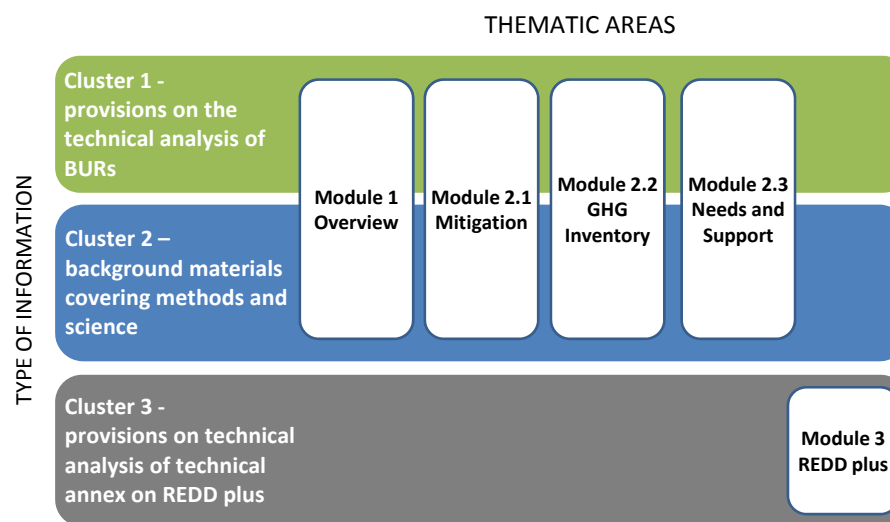 THEMATIC AREAS
TYPE OF INFORMATION
Cluster 1 -
provisions on the
technical analysis of
BURs
Cluster 2 –
background materials
covering methods and
science
Module 1
Overview
Module 2.1
Mitigation
Module 2.2
GHG
Inventory
Module 2.3
Needs and
Support
Cluster 3 -
provisions on technical
analysis of technical
annex on REDD plus
Module 3
REDD plus